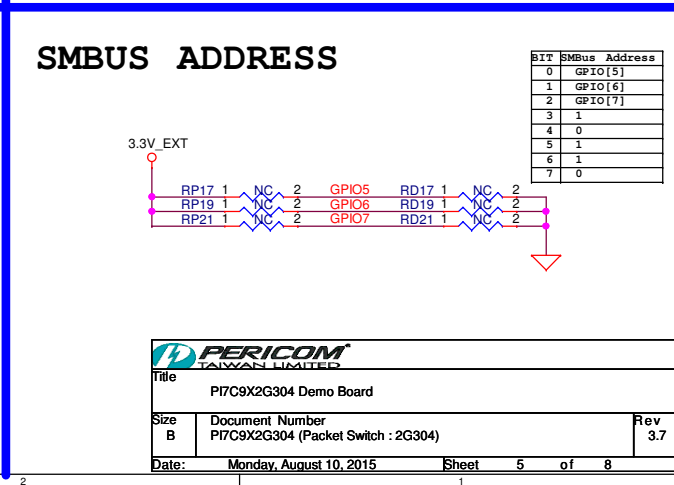 SMBUS ADDRESS
BIT SMBus Address
0 GPIO[5]
1 GPIO[6]
2 GPIO[7]
3 1
4 0
5 1
6 1
7 0
3.3V_EXT
RP17 1 NC 2 GPIO5 RD17 1 NC 2
RP19 1 NC 2 GPIO6 RD19 1 NC 2
RP21 1 NC 2 GPIO7 RD21 1 NC 2
PERICOM
TAIWAN LIMITED
Title
PI7C9X2G304 Demo Board
Size Document Number Rev
B PI7C9X2G304 (Packet Switch : 2G304) 3.7
Date: Monday, August 10, 2015 Sheet 5 of 8
2 1